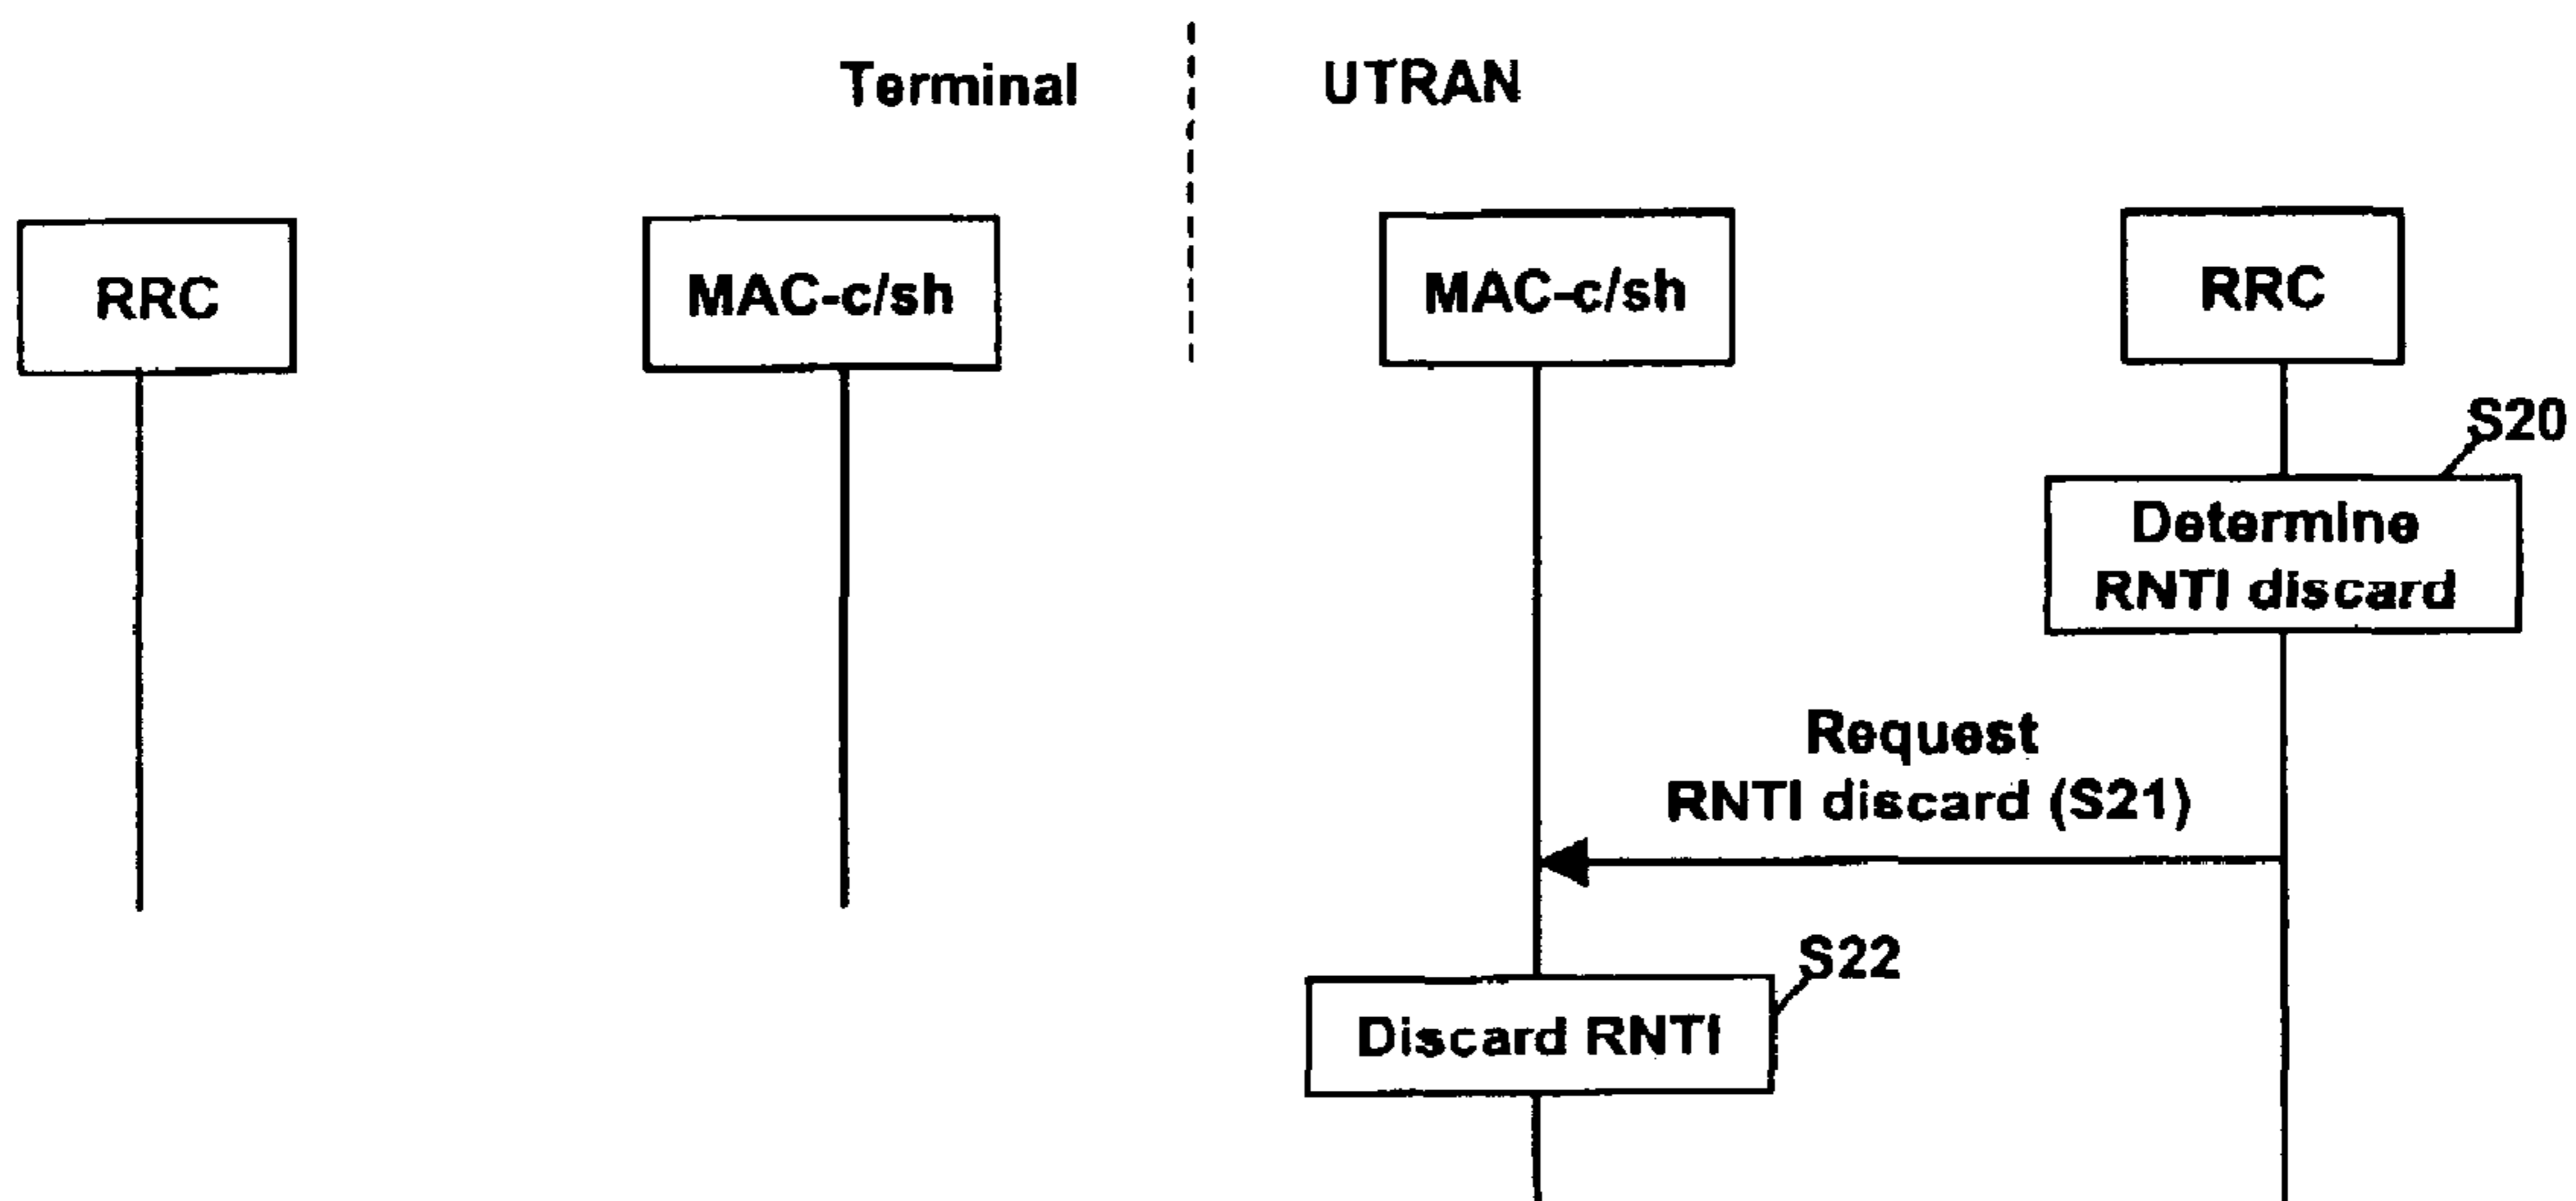 Terminal
UTRAN
RRC
MAC-c/sh
MAC-c/sh
RRC
S20
Determine
RNTI discard
Request
RNTI discard (S21)
S22
Discard RNTI